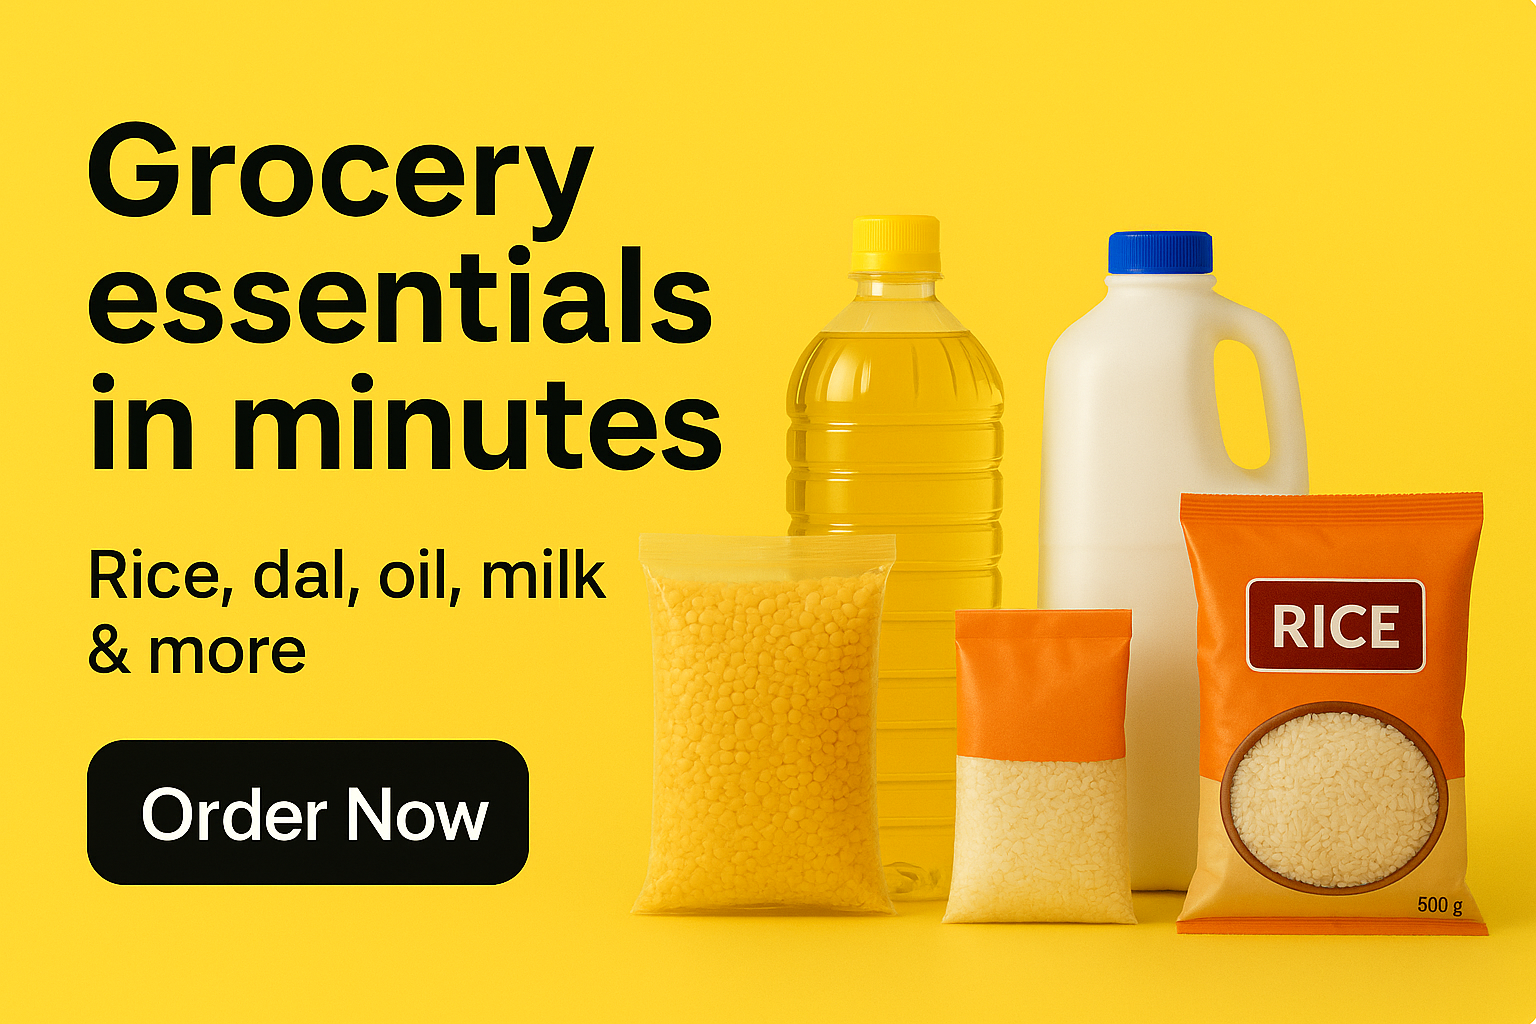 Grocery
essentials
in minutes
Rice, dal, oil, milk
& more
Order Now
RICE
500 g